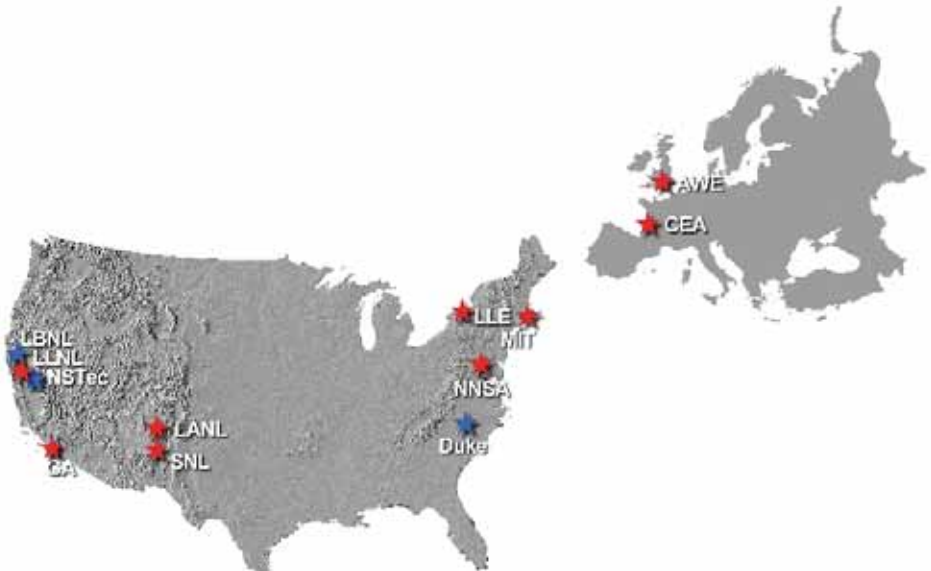 AWE
CEA
LLE
MIT
LBNL
LLNL
NSTec
NNSA
LANL
Duke
SNL
GA